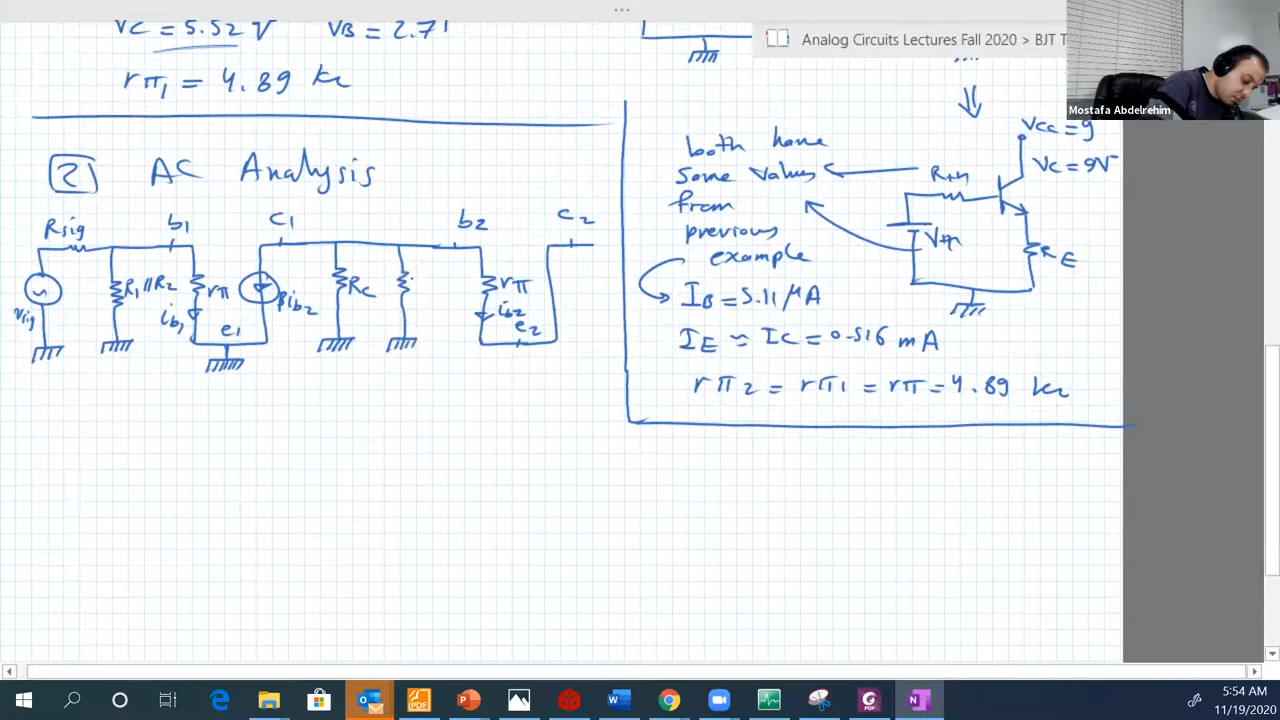 VC = 5.52 V VB = 2.71
rπ1 = 4.89 k
2 AC Analysis
Rsig
b1
c1
b2
c2
vsig
R1 // R2
rπ
ib1
e1
βib2
Rc
rπ
ib2
e2
Analog Circuits Lectures Fall 2020 > BJT T
Mostafa Abdelrehim
VCC = 9
VC = 9V
both have
same values
from
previous
example
Rth
Vth
RE
IB = 5.11 μA
IE ≃ IC = 0.516 mA
rπ2 = rπ1 = rπ = 4.89 k
5:54 AM
11/19/2020